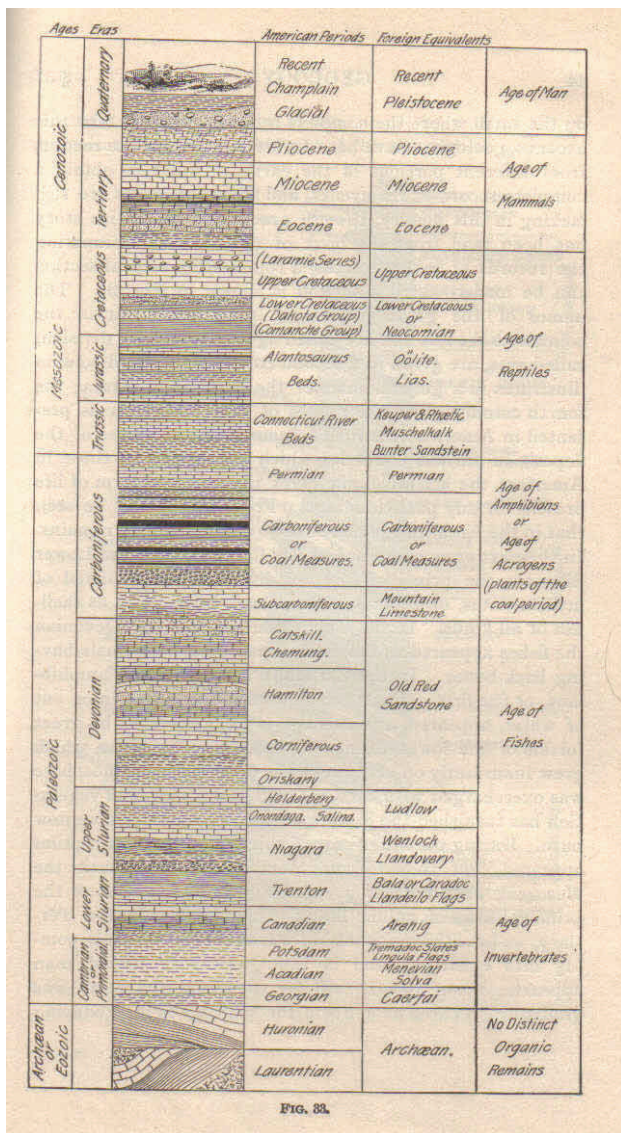 Ages Eras American Periods Foreign Equivalents
Cenozoic
Quaternary
Recent
Champlain
Glacial
Recent
Pleistocene
Age of Man
Tertiary
Pliocene
Pliocene
Miocene
Miocene
Eocene
Eocene
Age of
Mammals
Mesozoic
Cretaceous
(Laramie Series)
Upper Cretaceous
Upper Cretaceous
Lower Cretaceous
(Dakota Group)
(Comanche Group)
Lower Cretaceous
or
Neocomian
Jurassic
Alantosaurus
Beds.
Oölite.
Lias.
Age of
Reptiles
Triassic
Connecticut River
Beds
Keuper & Rhætic
Muschelkalk
Bunter Sandstein
Paleozoic
Carboniferous
Permian
Permian
Carboniferous
or
Coal Measures.
Carboniferous
or
Coal Measures
Subcarboniferous
Mountain
Limestone
Age of
Amphibians
or
Age of
Acrogens
(plants of the
coal period)
Devonian
Catskill.
Chemung.
Hamilton
Corniferous
Oriskany
Old Red
Sandstone
Age of
Fishes
Upper
Silurian
Helderberg
Onondaga. Salina.
Ludlow
Niagara
Wenlock
Llandovery
Lower
Silurian
Trenton
Bala or Caradoc
Llandeilo Flags
Canadian
Arenig
Cambrian
or
Primordial
Potsdam
Tremadoc Slates
Lingula Flags
Acadian
Menevian
Solva
Georgian
Caerfai
Age of
Invertebrates
Archæan
or
Eozoic
Huronian
Laurentian
Archæan.
No Distinct
Organic
Remains
FIG. 33.